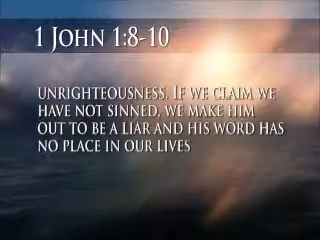 1 John 1:8-10
unrighteousness. If we claim we
have not sinned, we make him
out to be a liar and his word has
no place in our lives